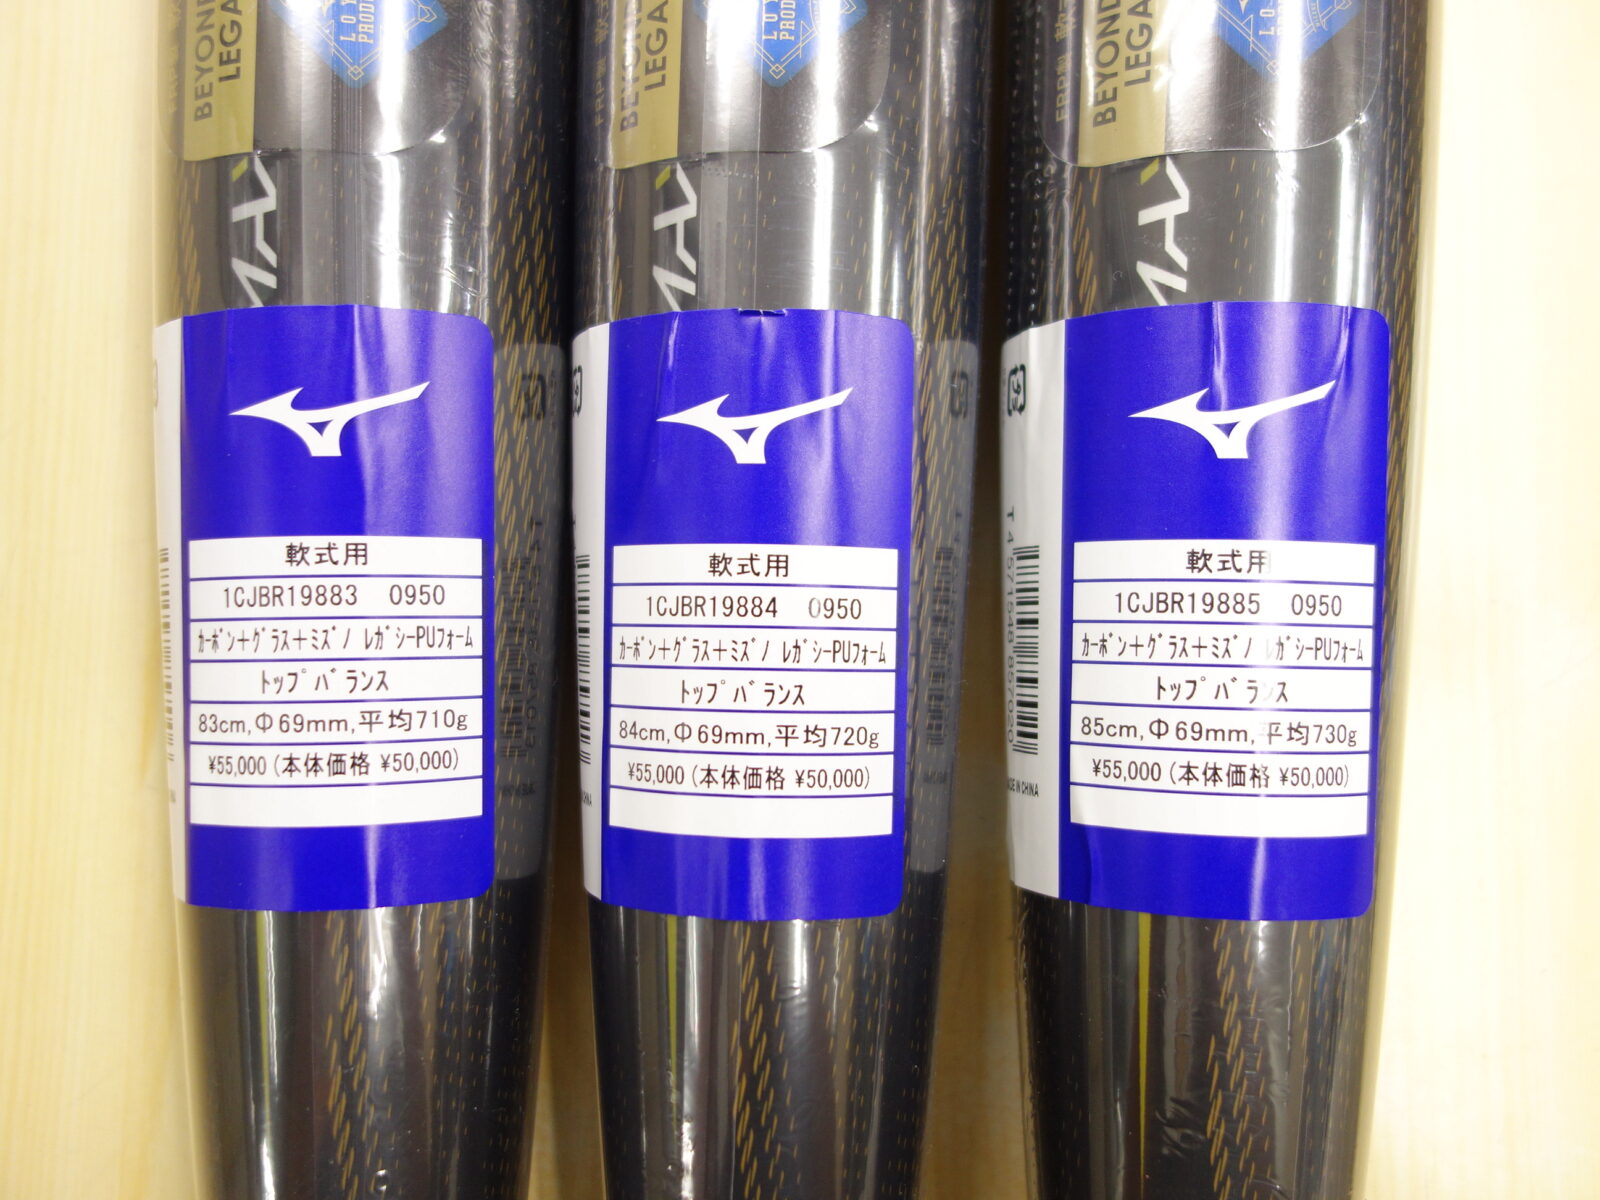 BEYOND
LEGA
軟式用
1CJBR19883 0950
カーボン+グラス+ミズノ レガシーPUフォーム
トップバランス
83cm,Φ69mm,平均710g
¥55,000 (本体価格 ¥50,000)
BEYOND
LEGA
軟式用
1CJBR19884 0950
カーボン+グラス+ミズノ レガシーPUフォーム
トップバランス
84cm,Φ69mm,平均720g
¥55,000 (本体価格 ¥50,000)
BEYOND
LEGA
T 4571548 857020
軟式用
1CJBR19885 0950
カーボン+グラス+ミズノ レガシーPUフォーム
トップバランス
85cm,Φ69mm,平均730g
¥55,000 (本体価格 ¥50,000)